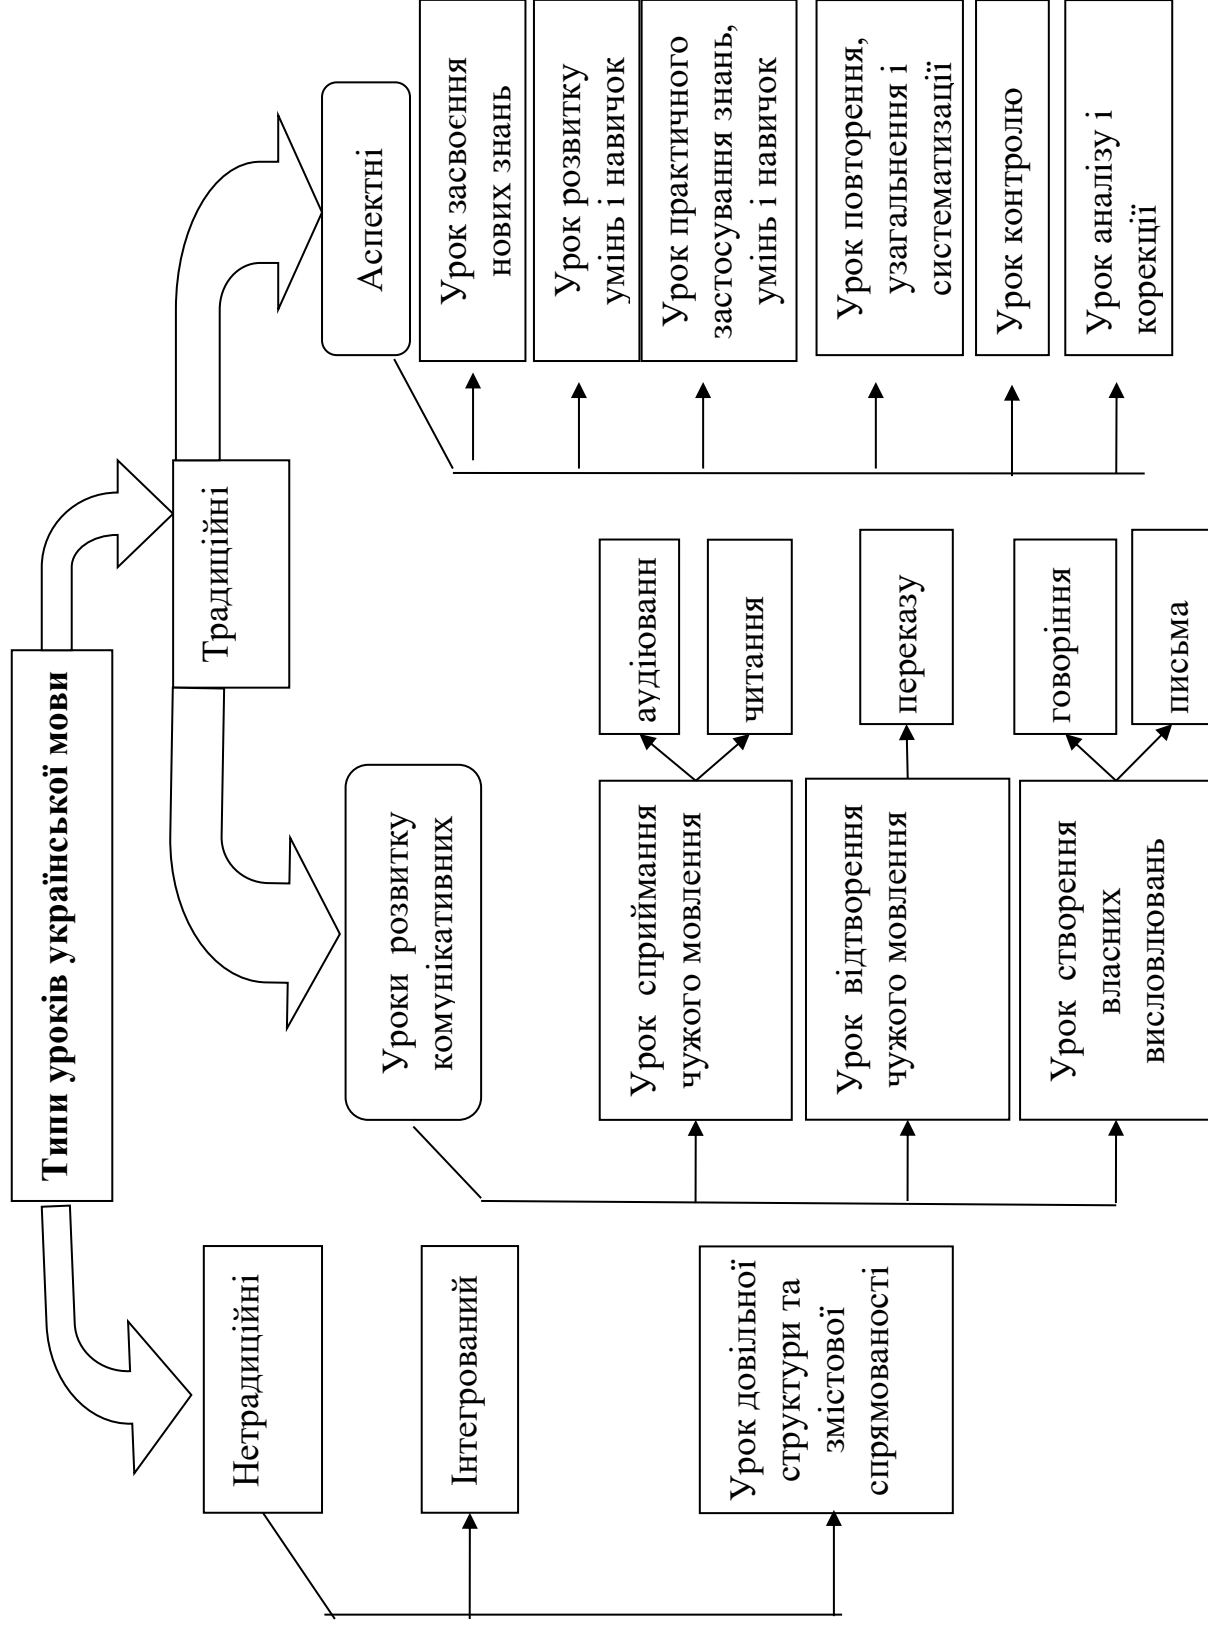 Типи уроків української мови
Нетрадиційні
Традиційні
Інтегрований
Урок довільної
структури та
змістової
спрямованості
Уроки розвитку
комунікативних
Урок сприймання
чужого мовлення
аудіюванн
читання
Урок відтворення
чужого мовлення
переказу
Урок створення
власних
висловлювань
говоріння
письма
Аспектні
Урок засвоєння
нових знань
Урок розвитку
умінь і навичок
Урок практичного
застосування знань,
умінь і навичок
Урок повторення,
узагальнення і
систематизації
Урок контролю
Урок аналізу і
корекції